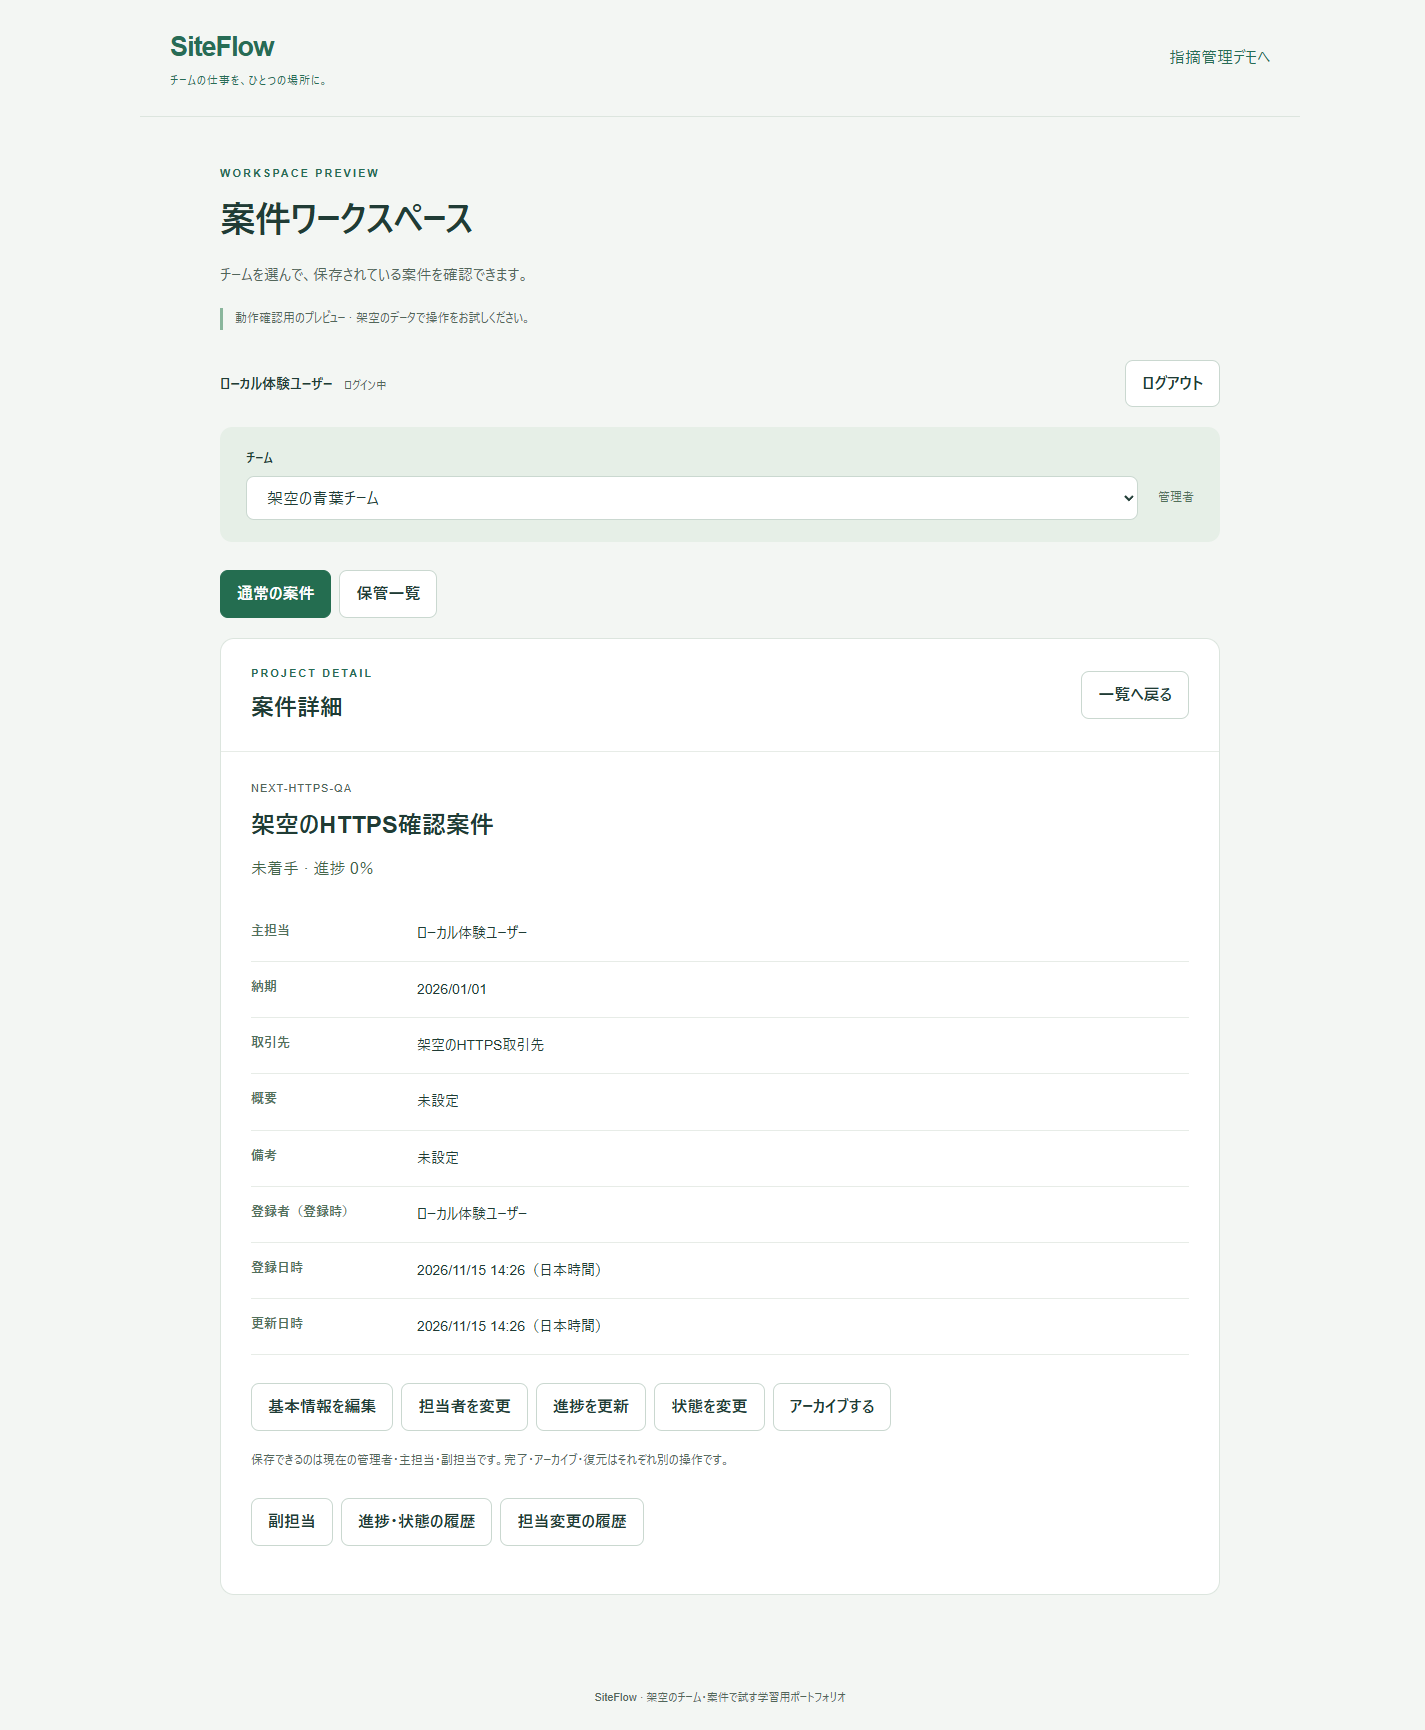 SiteFlow
チームの仕事を、ひとつの場所に。
指摘管理デモへ
WORKSPACE PREVIEW
案件ワークスペース
チームを選んで、保存されている案件を確認できます。
動作確認用のプレビュー · 架空のデータで操作をお試しください。
ローカル体験ユーザー ログイン中
ログアウト
チーム
架空の青葉チーム
管理者
通常の案件
保管一覧
PROJECT DETAIL
案件詳細
一覧へ戻る
NEXT-HTTPS-QA
架空のHTTPS確認案件
未着手 · 進捗 0%
主担当 ローカル体験ユーザー
納期 2026/01/01
取引先 架空のHTTPS取引先
概要 未設定
備考 未設定
登録者（登録時） ローカル体験ユーザー
登録日時 2026/11/15 14:26（日本時間）
更新日時 2026/11/15 14:26（日本時間）
基本情報を編集 担当者を変更 進捗を更新 状態を変更 アーカイブする
保存できるのは現在の管理者・主担当・副担当です。完了・アーカイブ・復元はそれぞれ別の操作です。
副担当 進捗・状態の履歴 担当変更の履歴
SiteFlow · 架空のチーム・案件で試す学習用ポートフォリオ